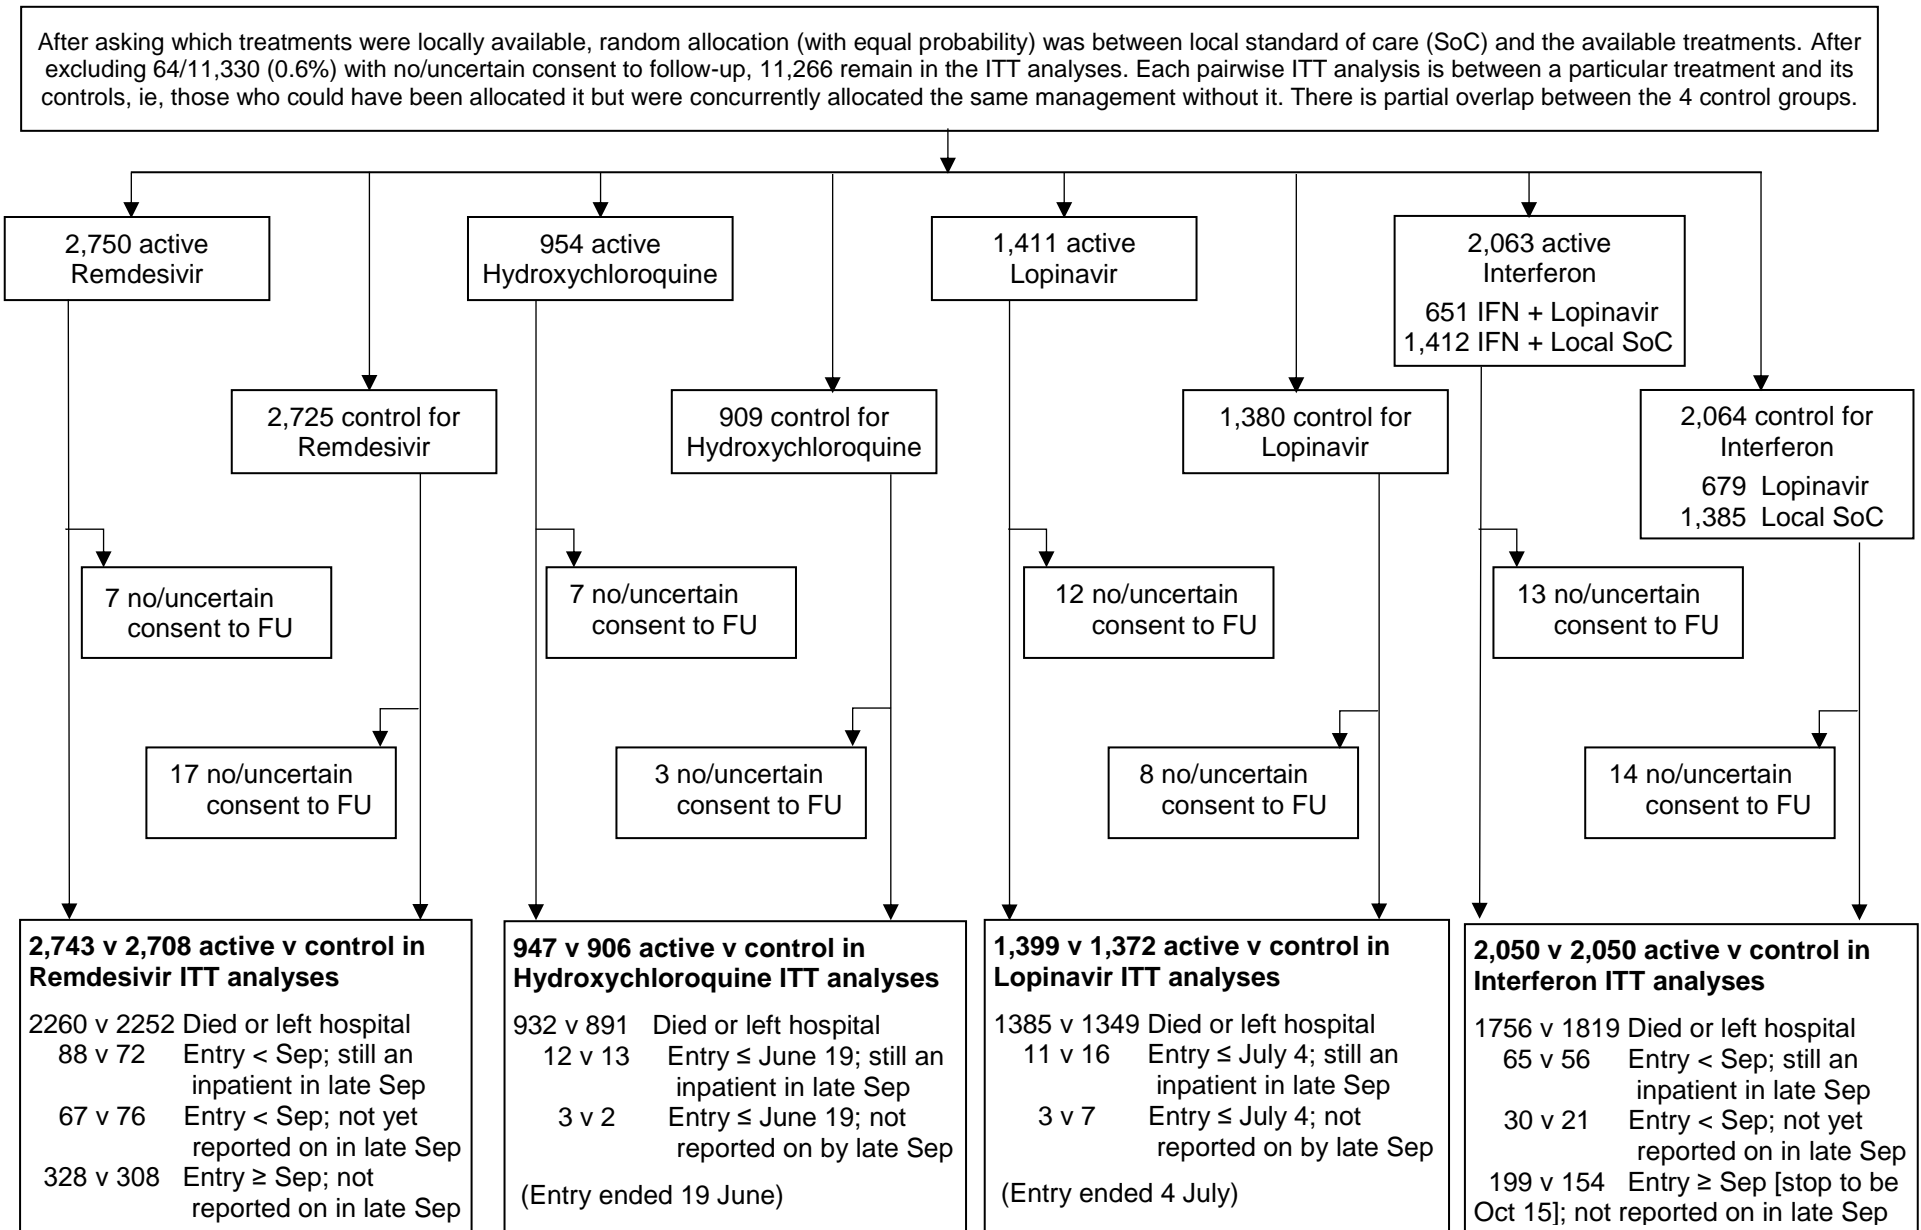 After asking which treatments were locally available, random allocation (with equal probability) was between local standard of care (SoC) and the available treatments. After
excluding 64/11,330 (0.6%) with no/uncertain consent to follow-up, 11,266 remain in the ITT analyses. Each pairwise ITT analysis is between a particular treatment and its
controls, ie, those who could have been allocated it but were concurrently allocated the same management without it. There is partial overlap between the 4 control groups.
2,750 active
Remdesivir
954 active
Hydroxychloroquine
1,411 active
Lopinavir
2,063 active
Interferon
651 IFN + Lopinavir
1,412 IFN + Local SoC
2,725 control for
Remdesivir
909 control for
Hydroxychloroquine
1,380 control for
Lopinavir
2,064 control for
Interferon
679 Lopinavir
1,385 Local SoC
7 no/uncertain
consent to FU
7 no/uncertain
consent to FU
12 no/uncertain
consent to FU
13 no/uncertain
consent to FU
17 no/uncertain
consent to FU
3 no/uncertain
consent to FU
8 no/uncertain
consent to FU
14 no/uncertain
consent to FU
2,743 v 2,708 active v control in
Remdesivir ITT analyses
2260 v 2252 Died or left hospital
88 v 72 Entry < Sep; still an
inpatient in late Sep
67 v 76 Entry < Sep; not yet
reported on in late Sep
328 v 308 Entry ≥ Sep; not
reported on in late Sep
947 v 906 active v control in
Hydroxychloroquine ITT analyses
932 v 891 Died or left hospital
12 v 13 Entry ≤ June 19; still an
inpatient in late Sep
3 v 2 Entry ≤ June 19; not
reported on by late Sep
(Entry ended 19 June)
1,399 v 1,372 active v control in
Lopinavir ITT analyses
1385 v 1349 Died or left hospital
11 v 16 Entry ≤ July 4; still an
inpatient in late Sep
3 v 7 Entry ≤ July 4; not
reported on by late Sep
(Entry ended 4 July)
2,050 v 2,050 active v control in
Interferon ITT analyses
1756 v 1819 Died or left hospital
65 v 56 Entry < Sep; still an
inpatient in late Sep
30 v 21 Entry < Sep; not yet
reported on in late Sep
199 v 154 Entry ≥ Sep [stop to be
Oct 15]; not reported on in late Sep